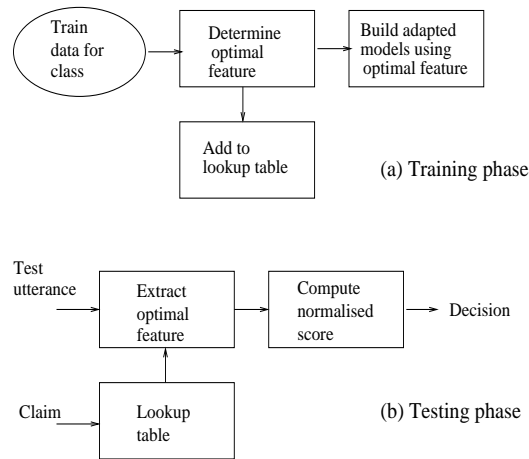 Train
data for
class
Determine
optimal
feature
Build adapted
models using
optimal feature
Add to
lookup table
(a) Training phase
Test
utterance
Extract
optimal
feature
Compute
normalised
score
Decision
Claim
Lookup
table
(b) Testing phase